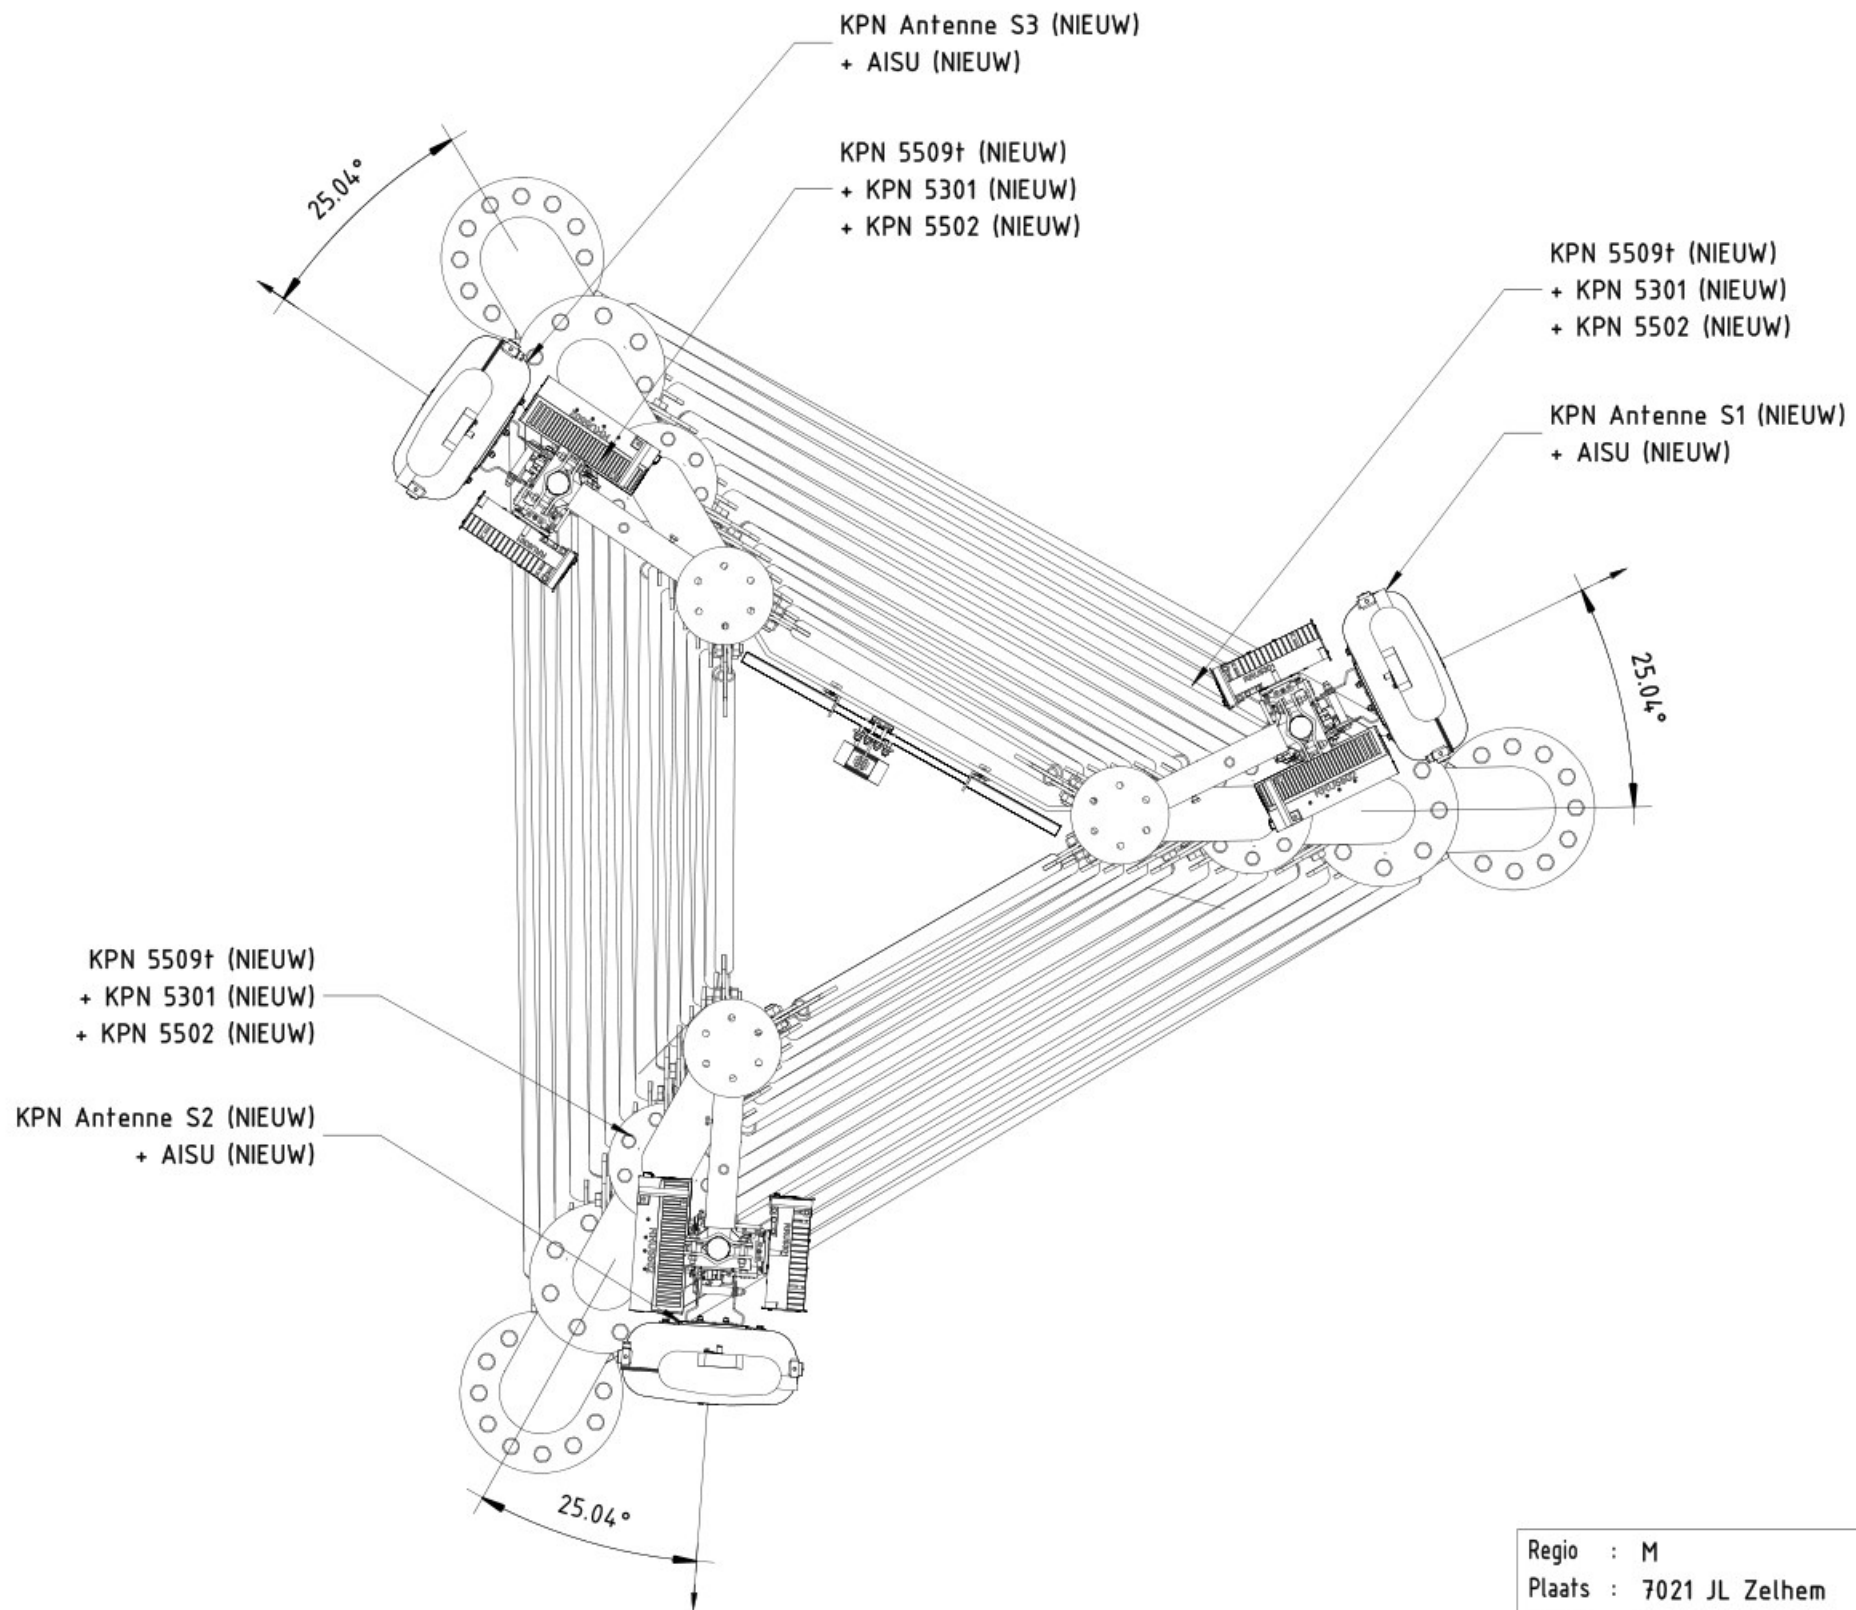 KPN Antenne S3 (NIEUW)
+ AISU (NIEUW)
KPN 5509t (NIEUW)
+ KPN 5301 (NIEUW)
+ KPN 5502 (NIEUW)
25.04°
KPN 5509t (NIEUW)
+ KPN 5301 (NIEUW)
+ KPN 5502 (NIEUW)
KPN Antenne S1 (NIEUW)
+ AISU (NIEUW)
25.04°
KPN 5509t (NIEUW)
+ KPN 5301 (NIEUW)
+ KPN 5502 (NIEUW)
KPN Antenne S2 (NIEUW)
+ AISU (NIEUW)
25.04°
Regio : M
Plaats : 7021 JL Zelhem